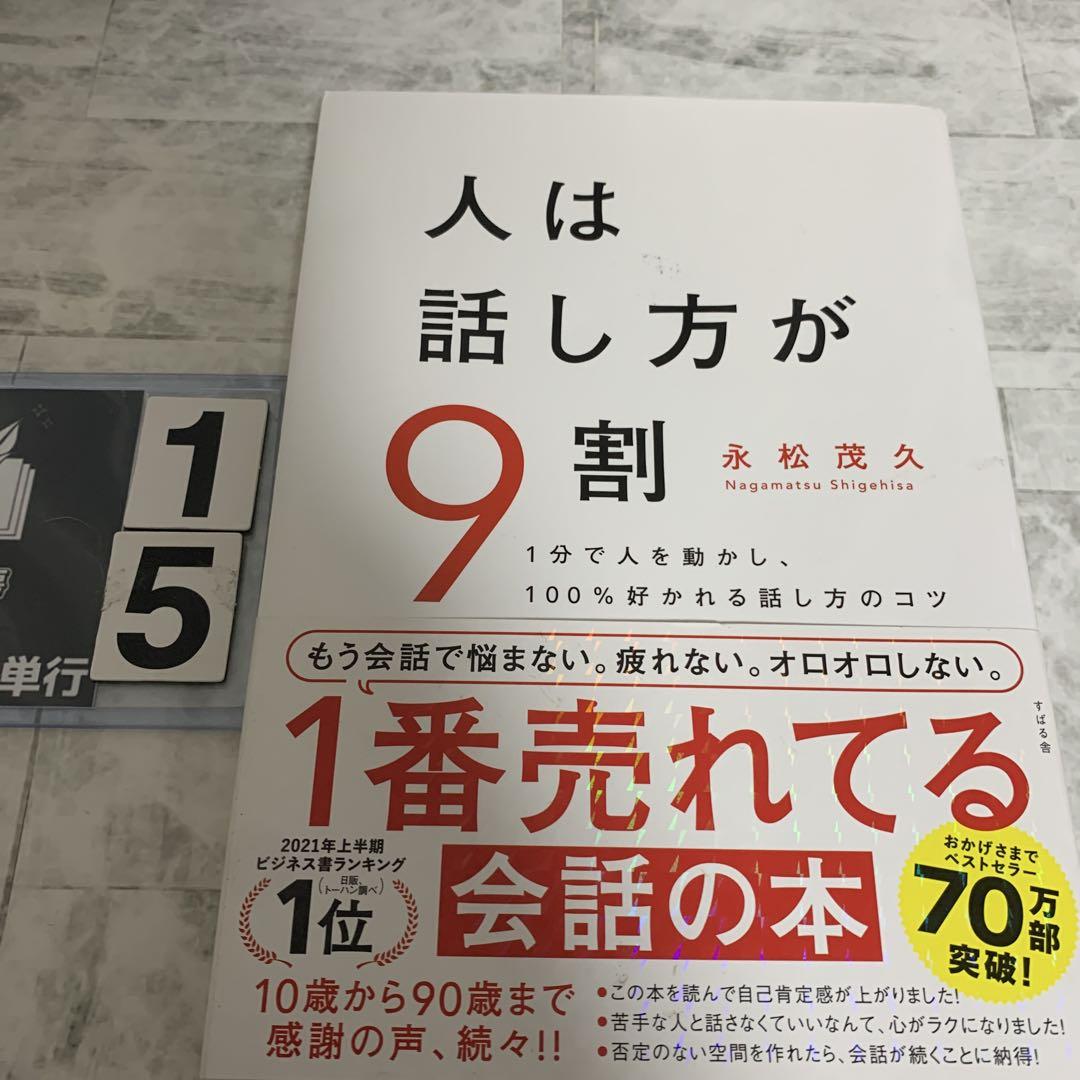 人は
話し方が
9割
永松茂久
Nagamatsu Shigehisa
1分で人を動かし、
100%好かれる話し方のコツ
もう会話で悩まない。疲れない。オロオロしない。
1番売れてる
会話の本
すばる舎
2021年上半期
ビジネス書ランキング
(日販、
トーハン調べ)
1位
おかげさまで
ベストセラー
70万部
突破!
10歳から90歳まで
感謝の声、続々!!
•この本を読んで自己肯定感が上がりました!
•苦手な人と話さなくていいなんて、心がラクになりました!
•否定のない空間を作れたら、会話が続くことに納得!
1
5
単行